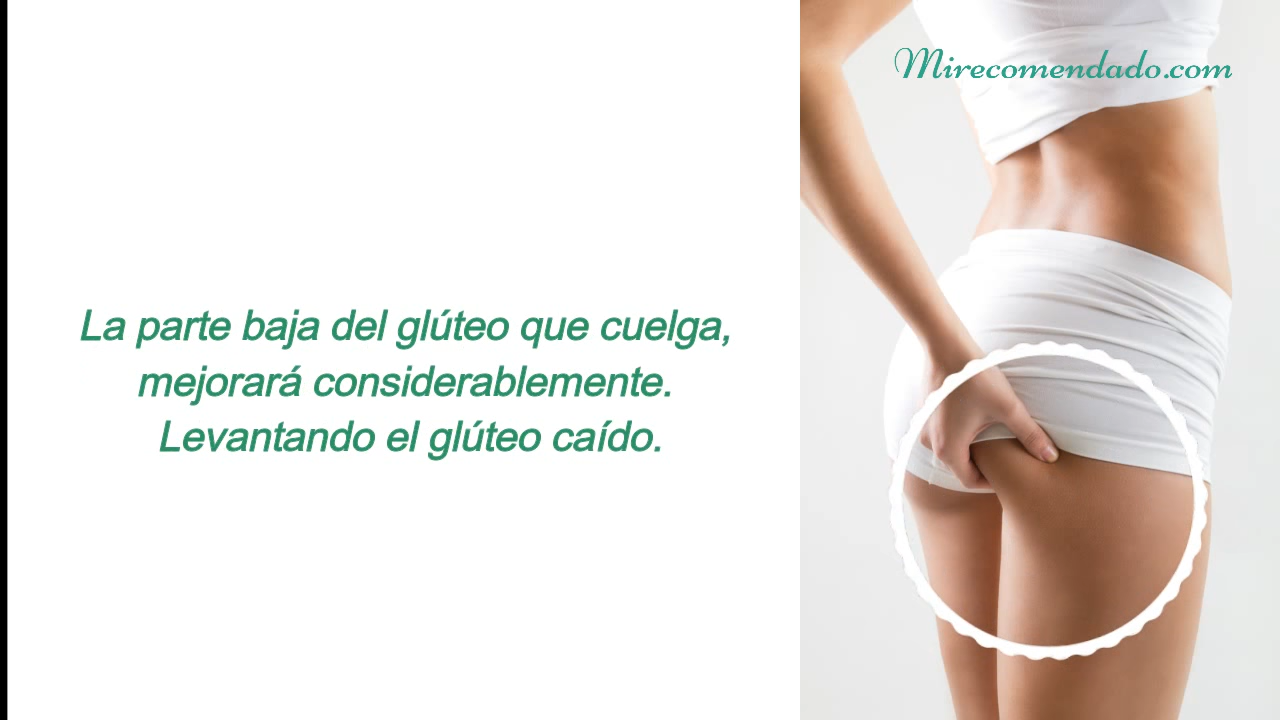 Mirecomendado.com
La parte baja del glúteo que cuelga,
mejorará considerablemente.
Levantando el glúteo caído.